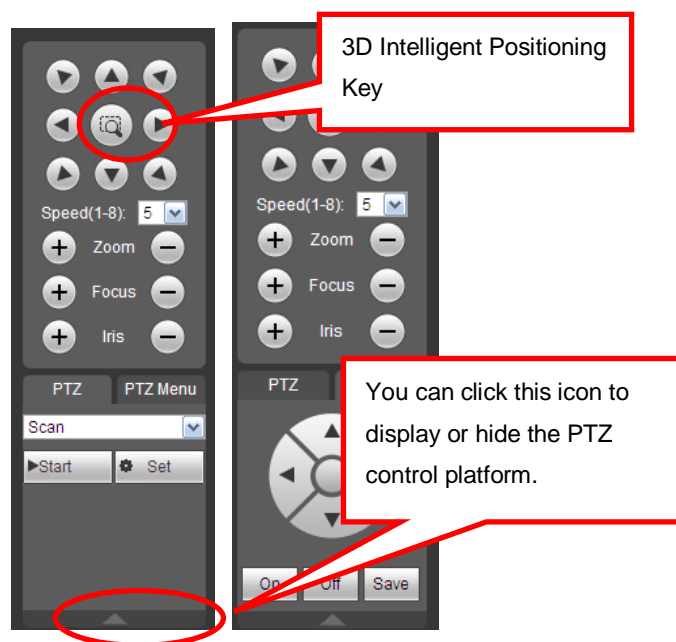 3D Intelligent Positioning
Key
Speed(1-8): 5
Zoom
Focus
Iris
PTZ PTZ Menu
Scan
Start Set
Speed(1-8): 5
Zoom
Focus
Iris
PTZ
You can click this icon to
display or hide the PTZ
control platform.
On Off Save